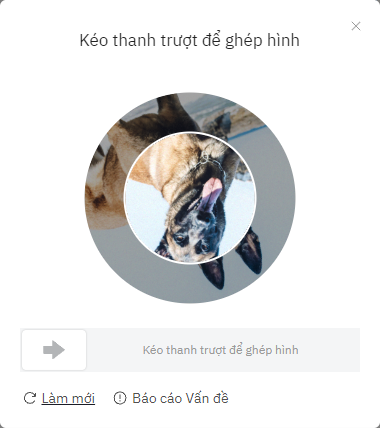 Kéo thanh trượt để ghép hình
Kéo thanh trượt để ghép hình
Làm mới Báo cáo Vấn đề